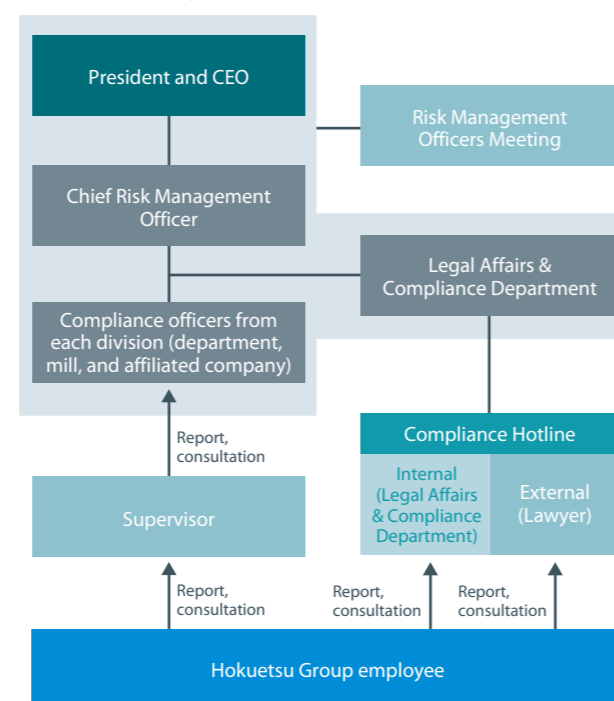 President and CEO
Risk Management
Officers Meeting
Chief Risk Management
Officer
Legal Affairs &
Compliance Department
Compliance officers from
each division (department,
mill, and affiliated company)
Report,
consultation
Compliance Hotline
Internal
(Legal Affairs
& Compliance
Department)
External
(Lawyer)
Supervisor
Report,
consultation
Report,
consultation
Report,
consultation
Hokuetsu Group employee